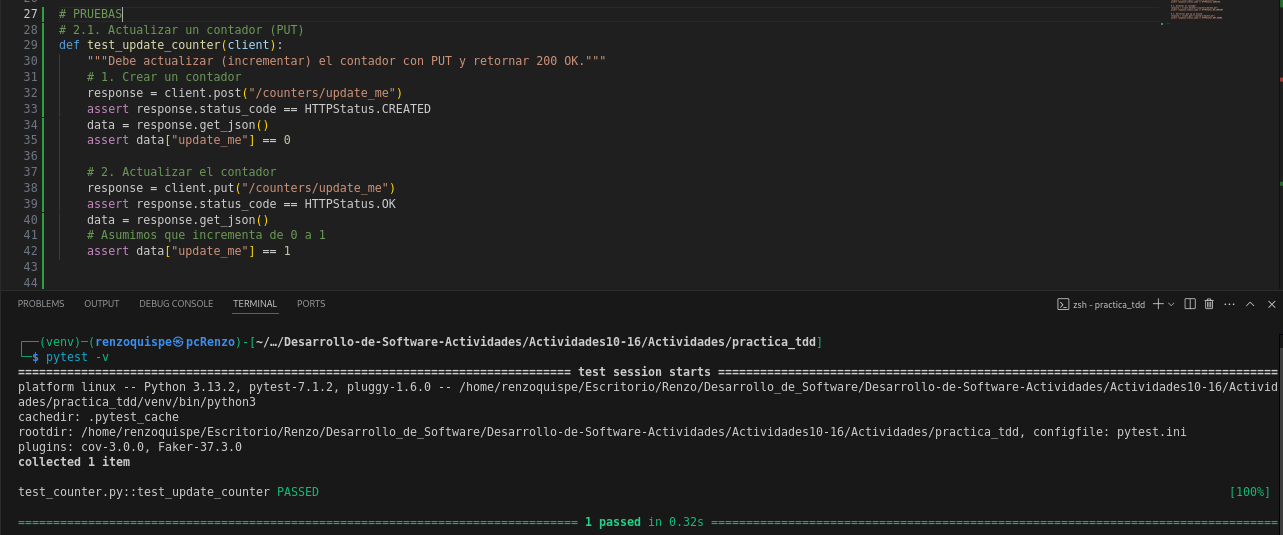 27 # PRUEBAS
28 # 2.1. Actualizar un contador (PUT)
29 def test_update_counter(client):
30 """Debe actualizar (incrementar) el contador con PUT y retornar 200 OK."""
31 # 1. Crear un contador
32 response = client.post("/counters/update_me")
33 assert response.status_code == HTTPStatus.CREATED
34 data = response.get_json()
35 assert data["update_me"] == 0
36
37 # 2. Actualizar el contador
38 response = client.put("/counters/update_me")
39 assert response.status_code == HTTPStatus.OK
40 data = response.get_json()
41 # Asumimos que incrementa de 0 a 1
42 assert data["update_me"] == 1
43
44
PROBLEMS OUTPUT DEBUG CONSOLE TERMINAL PORTS zsh - practica_tdd
┌──(venv)─(renzoquispe㉿pcRenzo)-[~/…/Desarrollo-de-Software-Actividades/Actividades10-16/Actividades/practica_tdd]
└─$ pytest -v
=============================================================================== test session starts ================================================================================
platform linux -- Python 3.13.2, pytest-7.1.2, pluggy-1.6.0 -- /home/renzoquispe/Escritorio/Renzo/Desarrollo_de_Software/Desarrollo-de-Software-Actividades/Actividades10-16/Activid
ades/practica_tdd/venv/bin/python3
cachedir: .pytest_cache
rootdir: /home/renzoquispe/Escritorio/Renzo/Desarrollo_de_Software/Desarrollo-de-Software-Actividades/Actividades10-16/Actividades/practica_tdd, configfile: pytest.ini
plugins: cov-3.0.0, Faker-37.3.0
collected 1 item
test_counter.py::test_update_counter PASSED [100%]
================================================================================ 1 passed in 0.32s =================================================================================